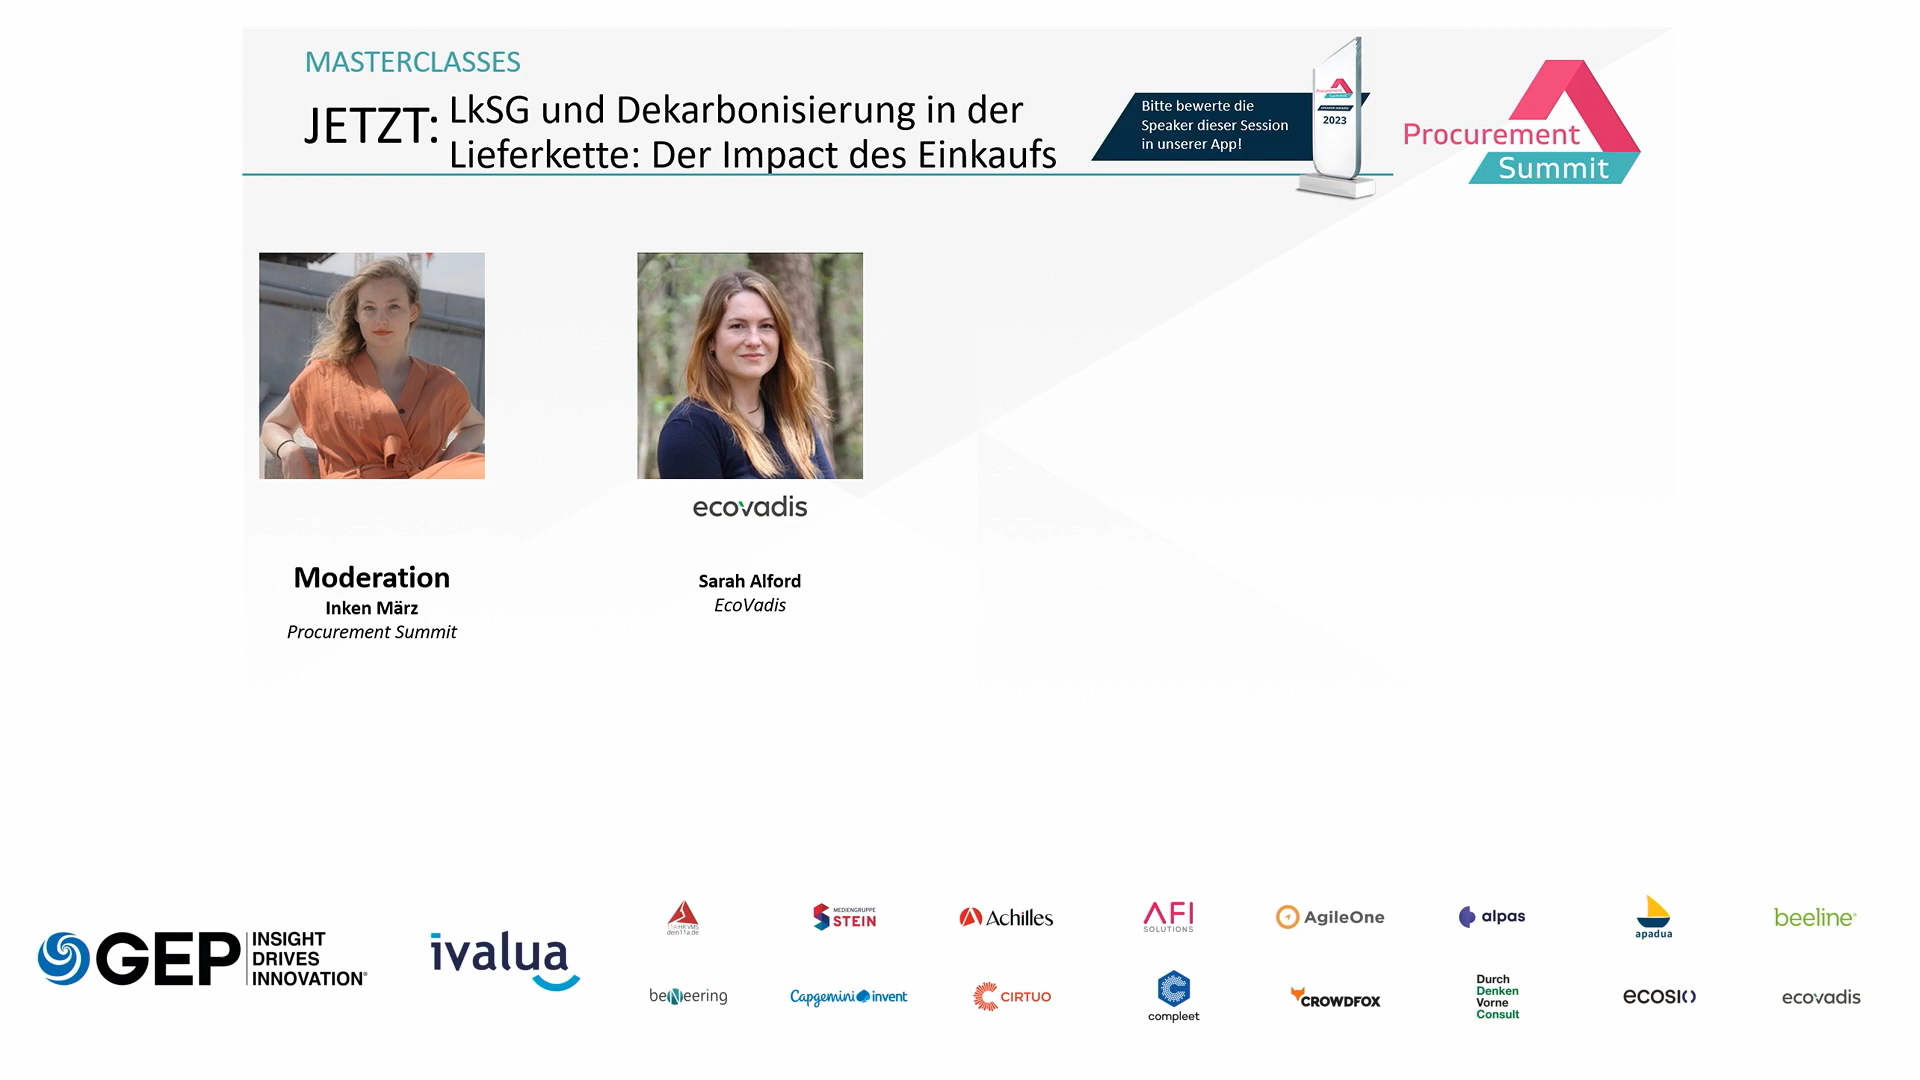 MASTERCLASSES
JETZT:
LkSG und Dekarbonisierung in der
Lieferkette: Der Impact des Einkaufs
Bitte bewerte die
Speaker dieser Session
in unserer App!
Procurement
Summit
2023
Procurement
Summit
ecovadis
Moderation
Inken März
Procurement Summit
Sarah Alford
EcoVadis
GEP
INSIGHT
DRIVES
INNOVATION®
ivalua
dein11a.de
MEDIENGRUPPE
STEIN
Achilles
AFI
SOLUTIONS
AgileOne
alpas
apadua
beeline®
beNeering
Capgemini invent
CIRTUO
compleet
CROWDFOX
Durch
Denken
Vorne
Consult
ecosio
ecovadis